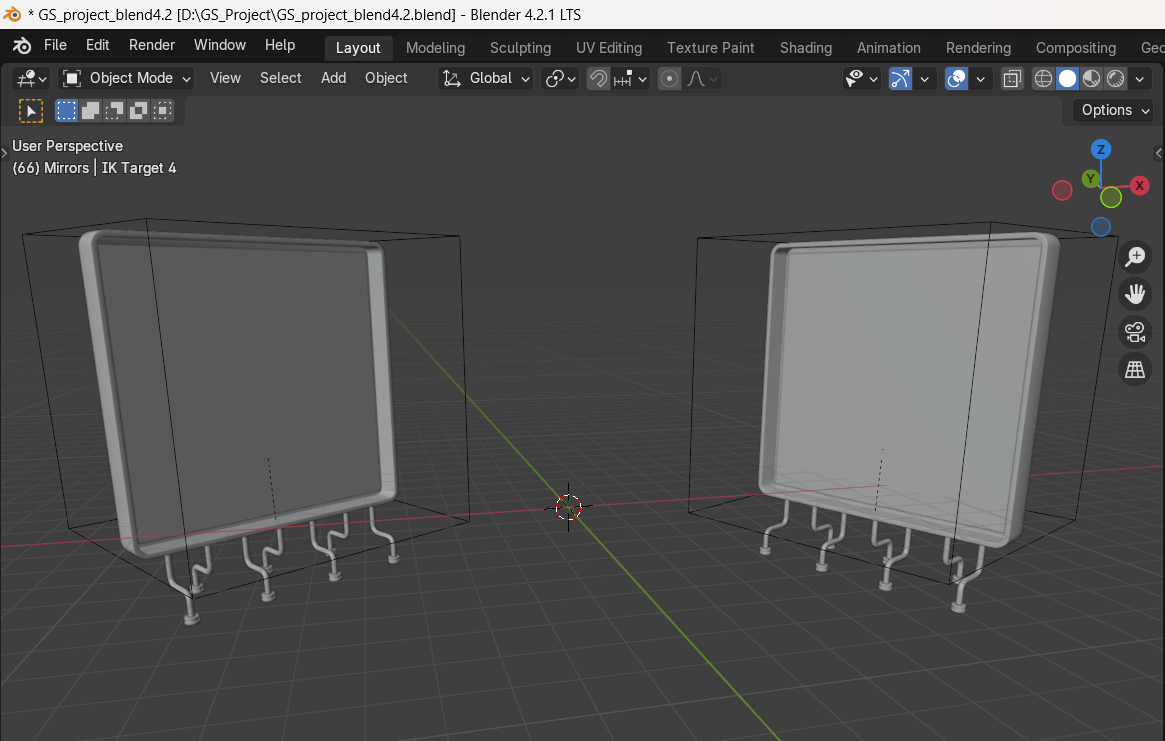 * GS_project_blend4.2 [D:\GS_Project\GS_project_blend4.2.blend] - Blender 4.2.1 LTS
File Edit Render Window Help Layout Modeling Sculpting UV Editing Texture Paint Shading Animation Rendering Compositing Geo
Object Mode View Select Add Object Global
Options
User Perspective
(66) Mirrors | IK Target 4
Z
Y
X